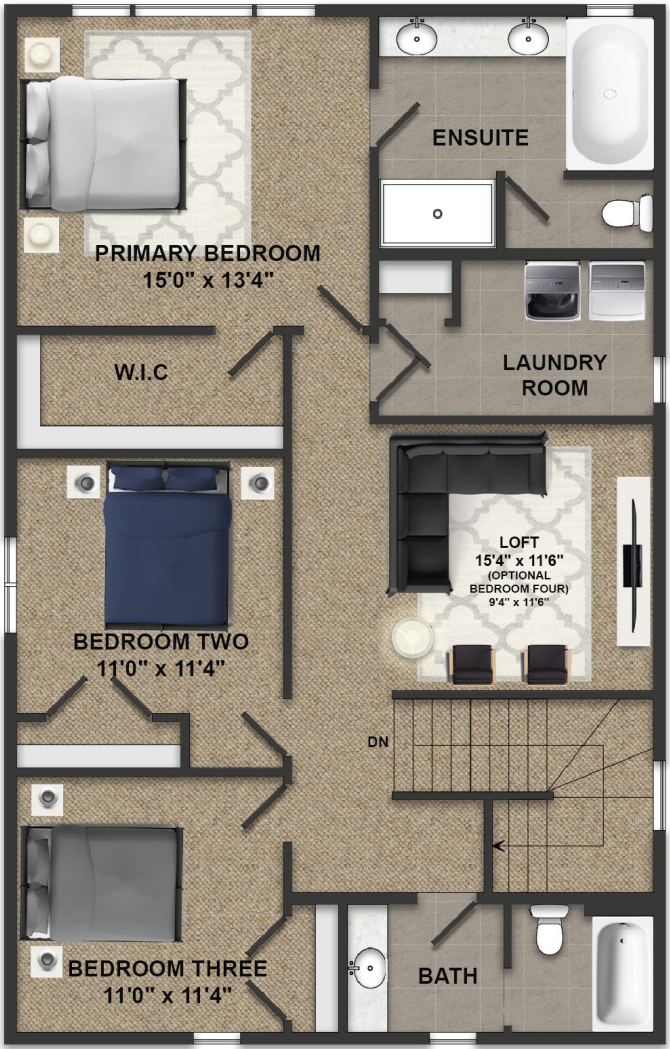 ENSUITE
PRIMARY BEDROOM
15'0" x 13'4"
W.I.C
LAUNDRY
ROOM
LOFT
15'4" x 11'6"
(OPTIONAL
BEDROOM FOUR)
9'4" x 11'6"
BEDROOM TWO
11'0" x 11'4"
DN
BEDROOM THREE
11'0" x 11'4"
BATH